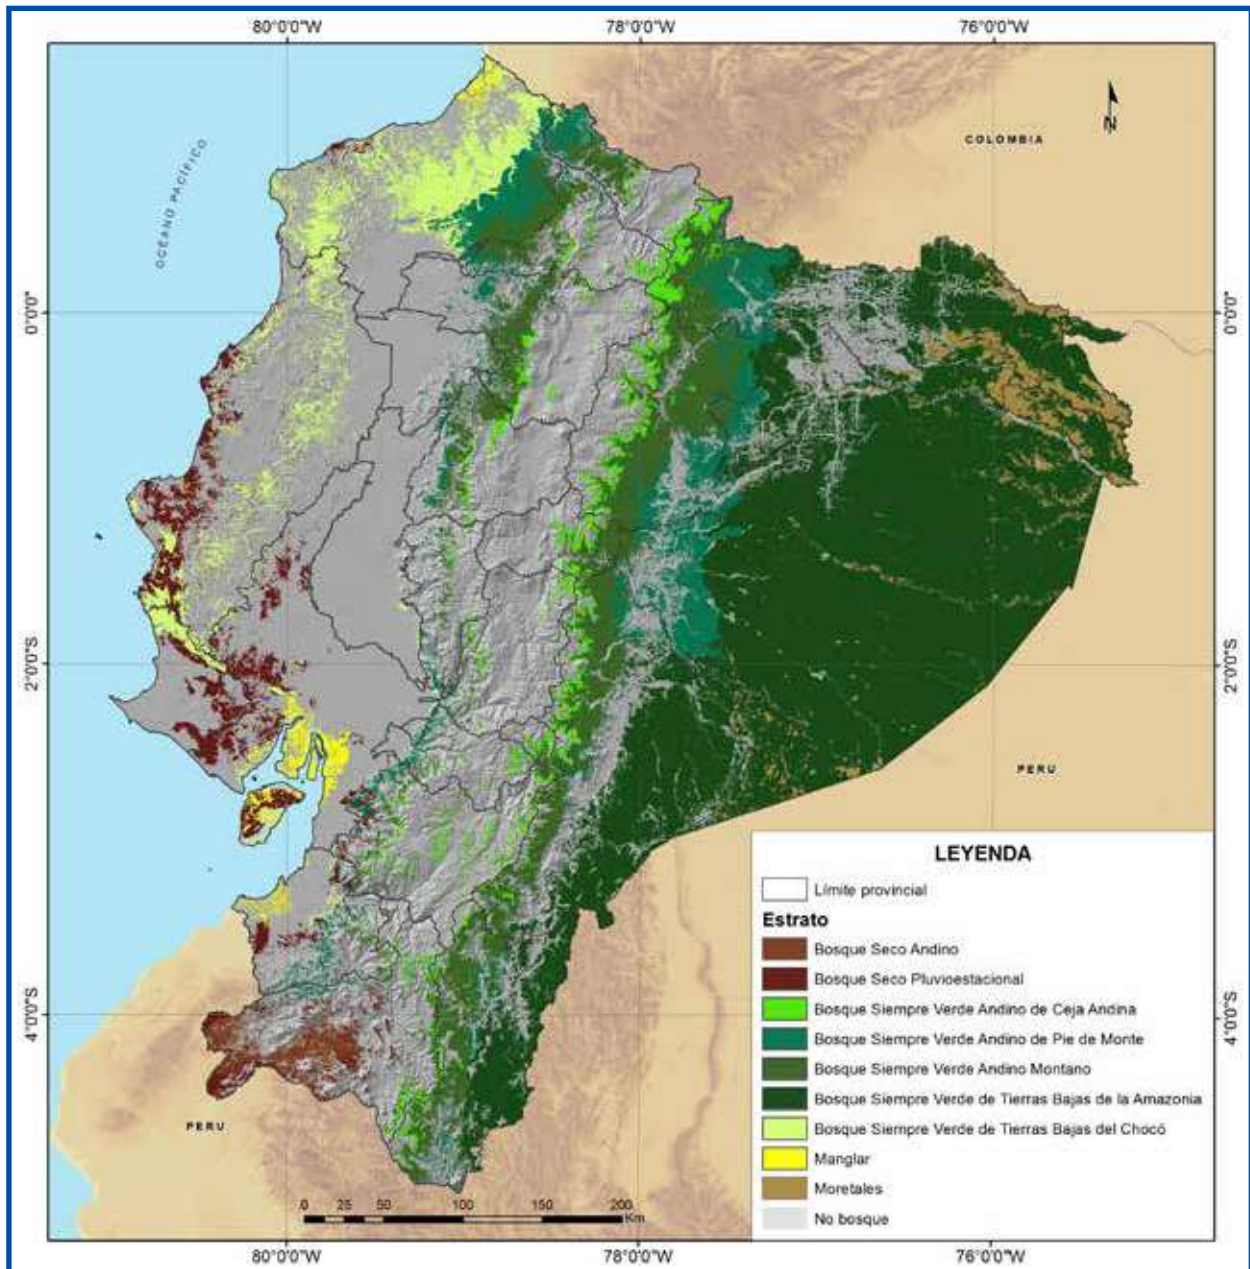 80°0'0"W 78°0'0"W 76°0'0"W
COLOMBIA
OCÉANO PACÍFICO
N
0°0'0" 0°0'0"
2°0'0"S 2°0'0"S
PERU
4°0'0"S 4°0'0"S
PERU
LEYENDA
Límite provincial
Estrato
Bosque Seco Andino
Bosque Seco Pluvioestacional
Bosque Siempre Verde Andino de Ceja Andina
Bosque Siempre Verde Andino de Pie de Monte
Bosque Siempre Verde Andino Montano
Bosque Siempre Verde de Tierras Bajas de la Amazonía
Bosque Siempre Verde de Tierras Bajas del Chocó
Manglar
Moretales
No bosque
0 25 50 100 150 200
Km
80°0'0"W 78°0'0"W 76°0'0"W